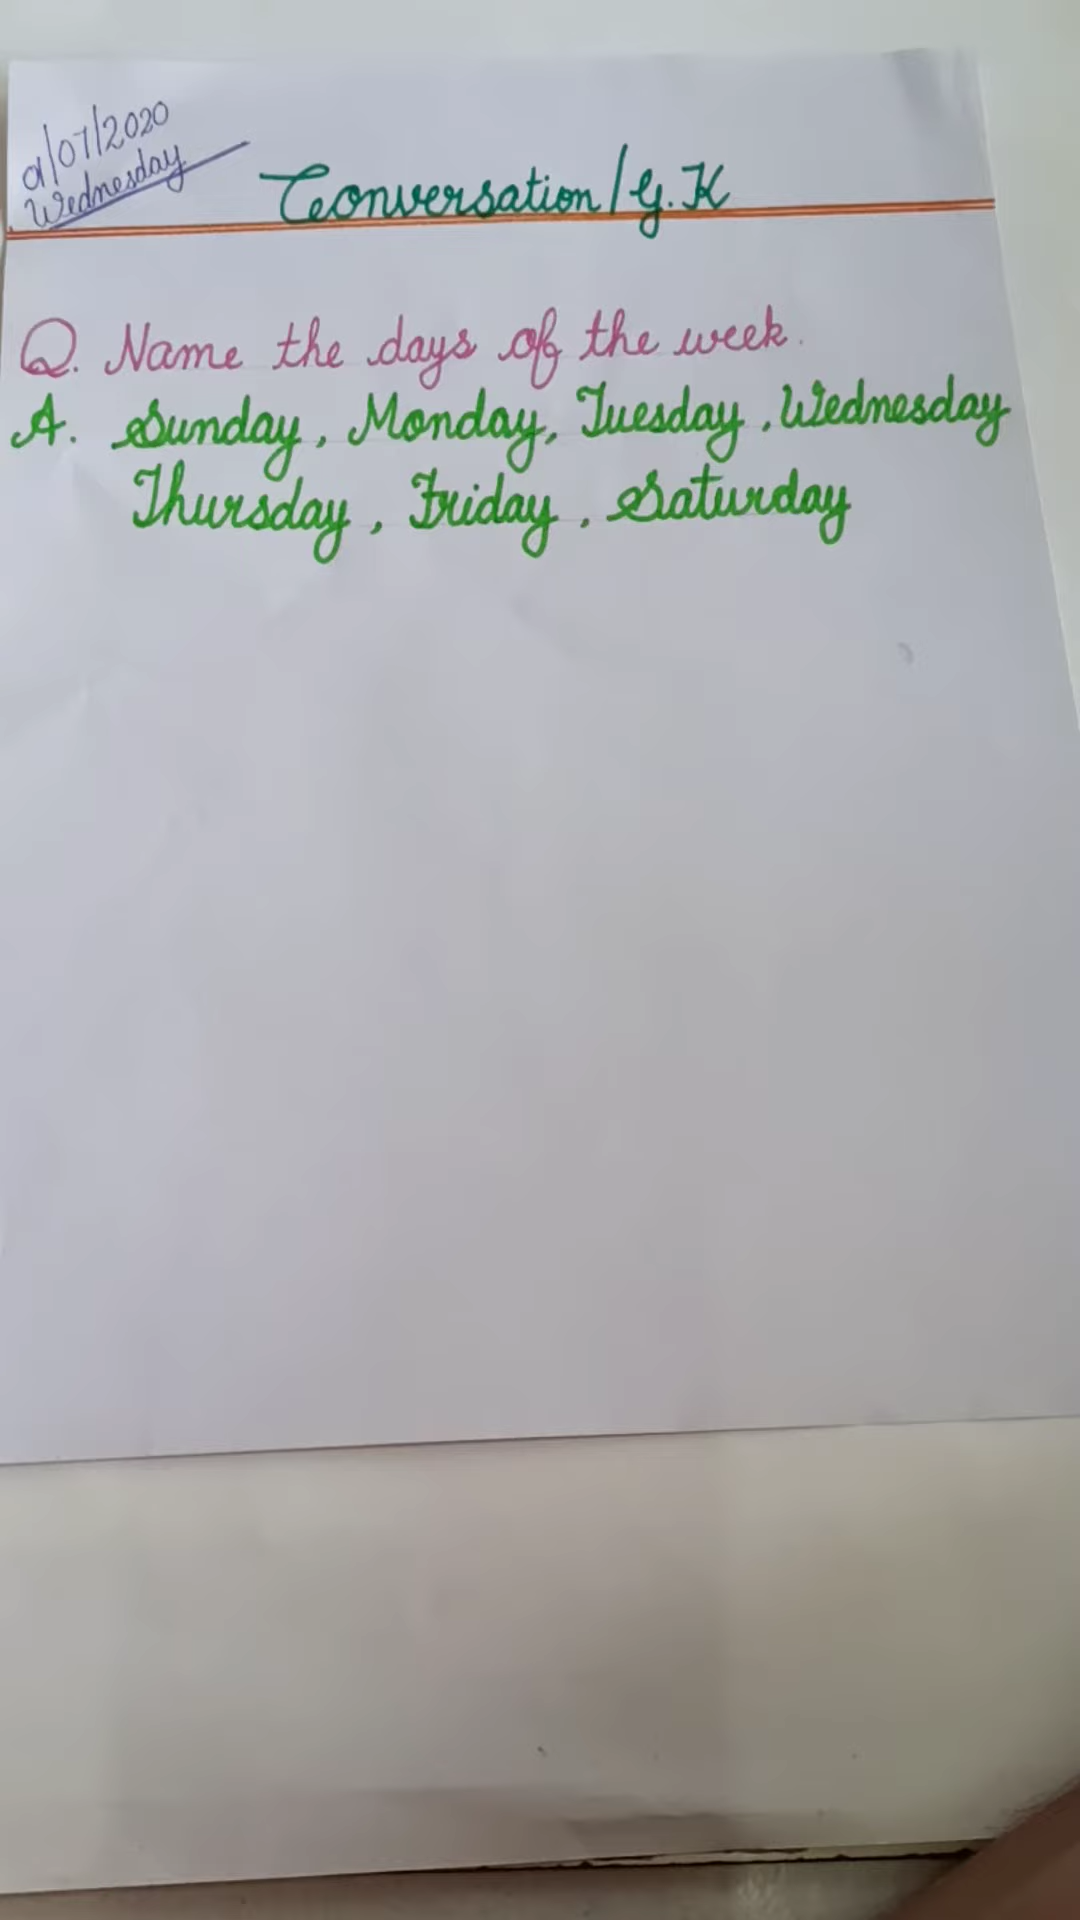 01/07/2020
Wednesday
Conversation/G.K
Q. Name the days of the week.
A. Sunday, Monday, Tuesday, Wednesday
Thursday, Friday, Saturday